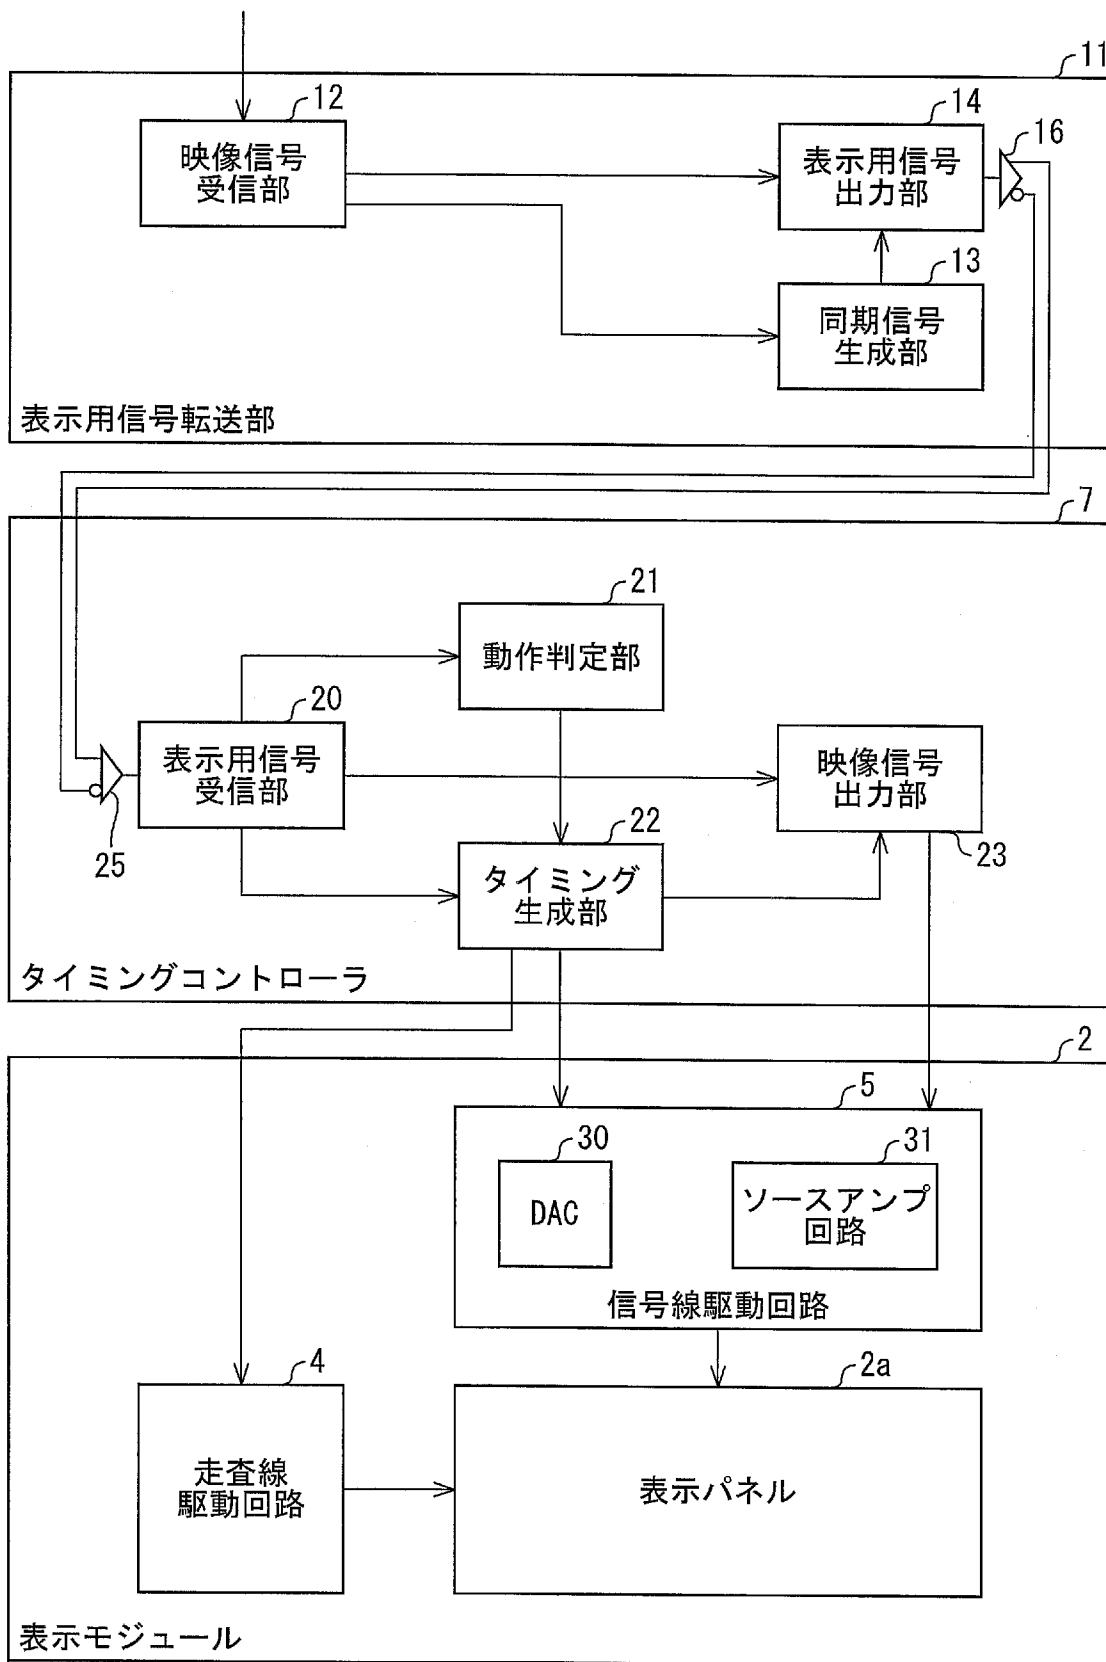 11
12
映像信号
受信部
14
表示用信号
出力部
16
13
同期信号
生成部
表示用信号転送部
7
21
動作判定部
20
表示用信号
受信部
25
映像信号
出力部
23
22
タイミング
生成部
タイミングコントローラ
2
5
30
DAC
31
ソースアンプ
回路
信号線駆動回路
4
走査線
駆動回路
2a
表示パネル
表示モジュール